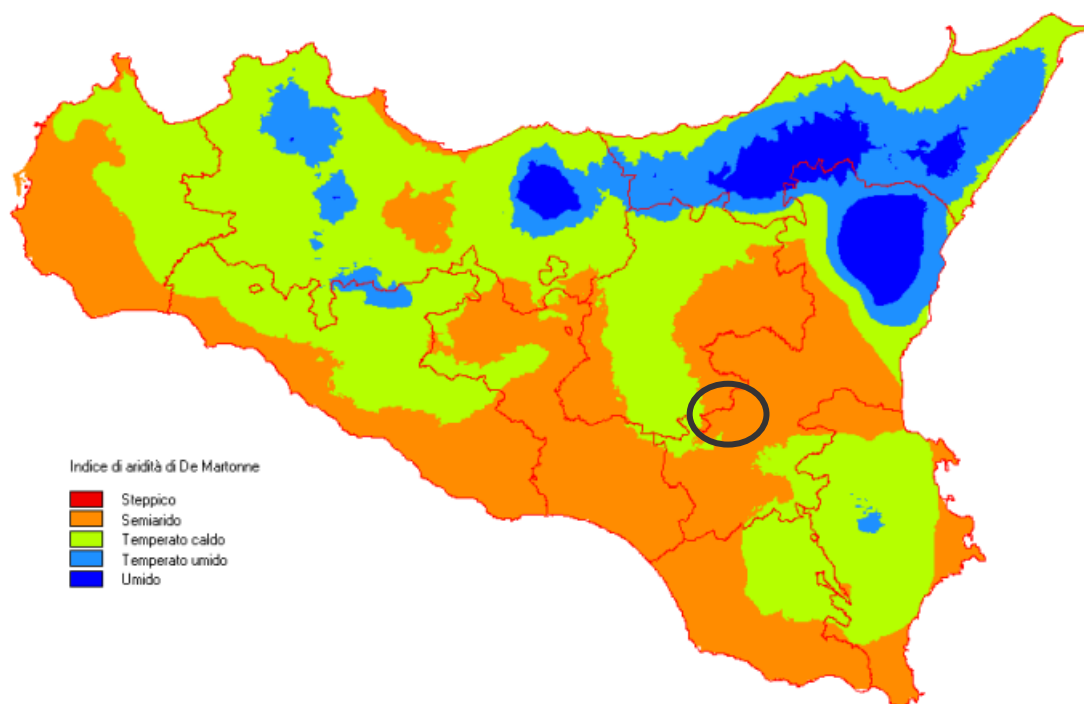 Indice di aridità di De Martonne
Steppico
Semiarido
Temperato caldo
Temperato umido
Umido